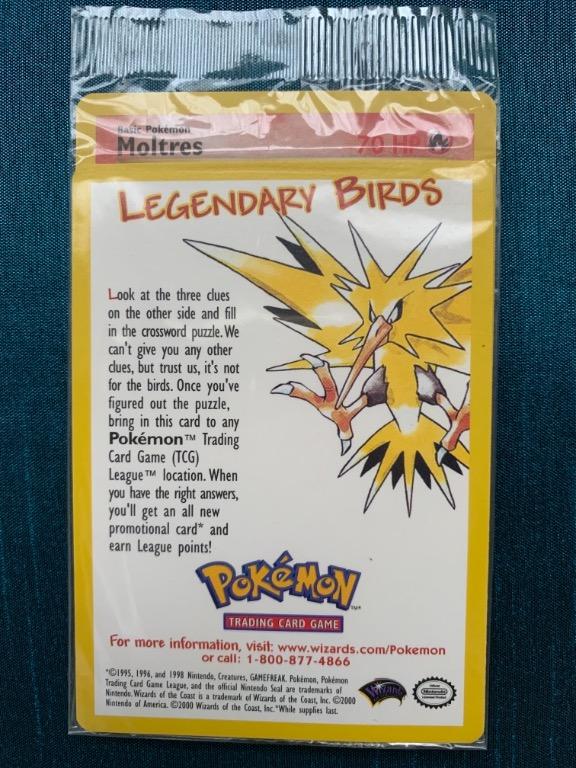 Basic Pokémon
Moltres 70 HP
LEGENDARY BIRDS
Look at the three clues
on the other side and fill
in the crossword puzzle. We
can't give you any other
clues, but trust us, it's not
for the birds. Once you've
figured out the puzzle,
bring in this card to any
Pokémon™ Trading
Card Game (TCG)
League™ location. When
you have the right answers,
you'll get an all new
promotional card* and
earn League points!
POKéMON™
TRADING CARD GAME
For more information, visit: www.wizards.com/Pokemon
or call: 1-800-877-4866
*©1995, 1996, and 1998 Nintendo, Creatures, GAMEFREAK. Pokémon, Pokémon
Trading Card Game League, and the official Nintendo Seal are trademarks of
Nintendo. Wizards of the Coast is a trademark of Wizards of the Coast, Inc. ©2000
Nintendo of America. ©2000 Wizards of the Coast, Inc. *While supplies last.
Wizards
Nintendo